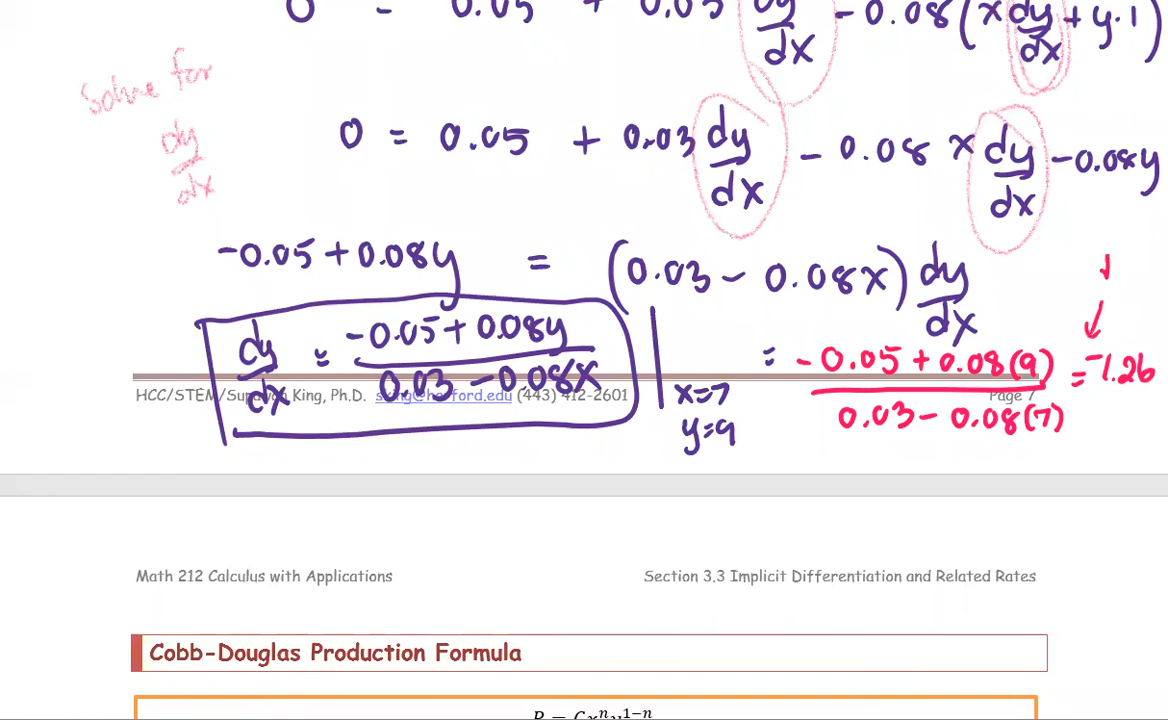 0 = 0.05 + 0.03 dy/dx - 0.08 (x dy/dx + y·1)
Solve for dy/dx
0 = 0.05 + 0.03 dy/dx - 0.08 x dy/dx - 0.08y
-0.05 + 0.08y = (0.03 - 0.08x) dy/dx
dy/dx = (-0.05 + 0.08y)/(0.03 - 0.08x) | x=7 y=9 = (-0.05 + 0.08(9))/(0.03 - 0.08(7)) = -1.26
HCC/STEM/ King, Ph.D. (443) 412-2601 Page 7
Math 212 Calculus with Applications Section 3.3 Implicit Differentiation and Related Rates
Cobb-Douglas Production Formula